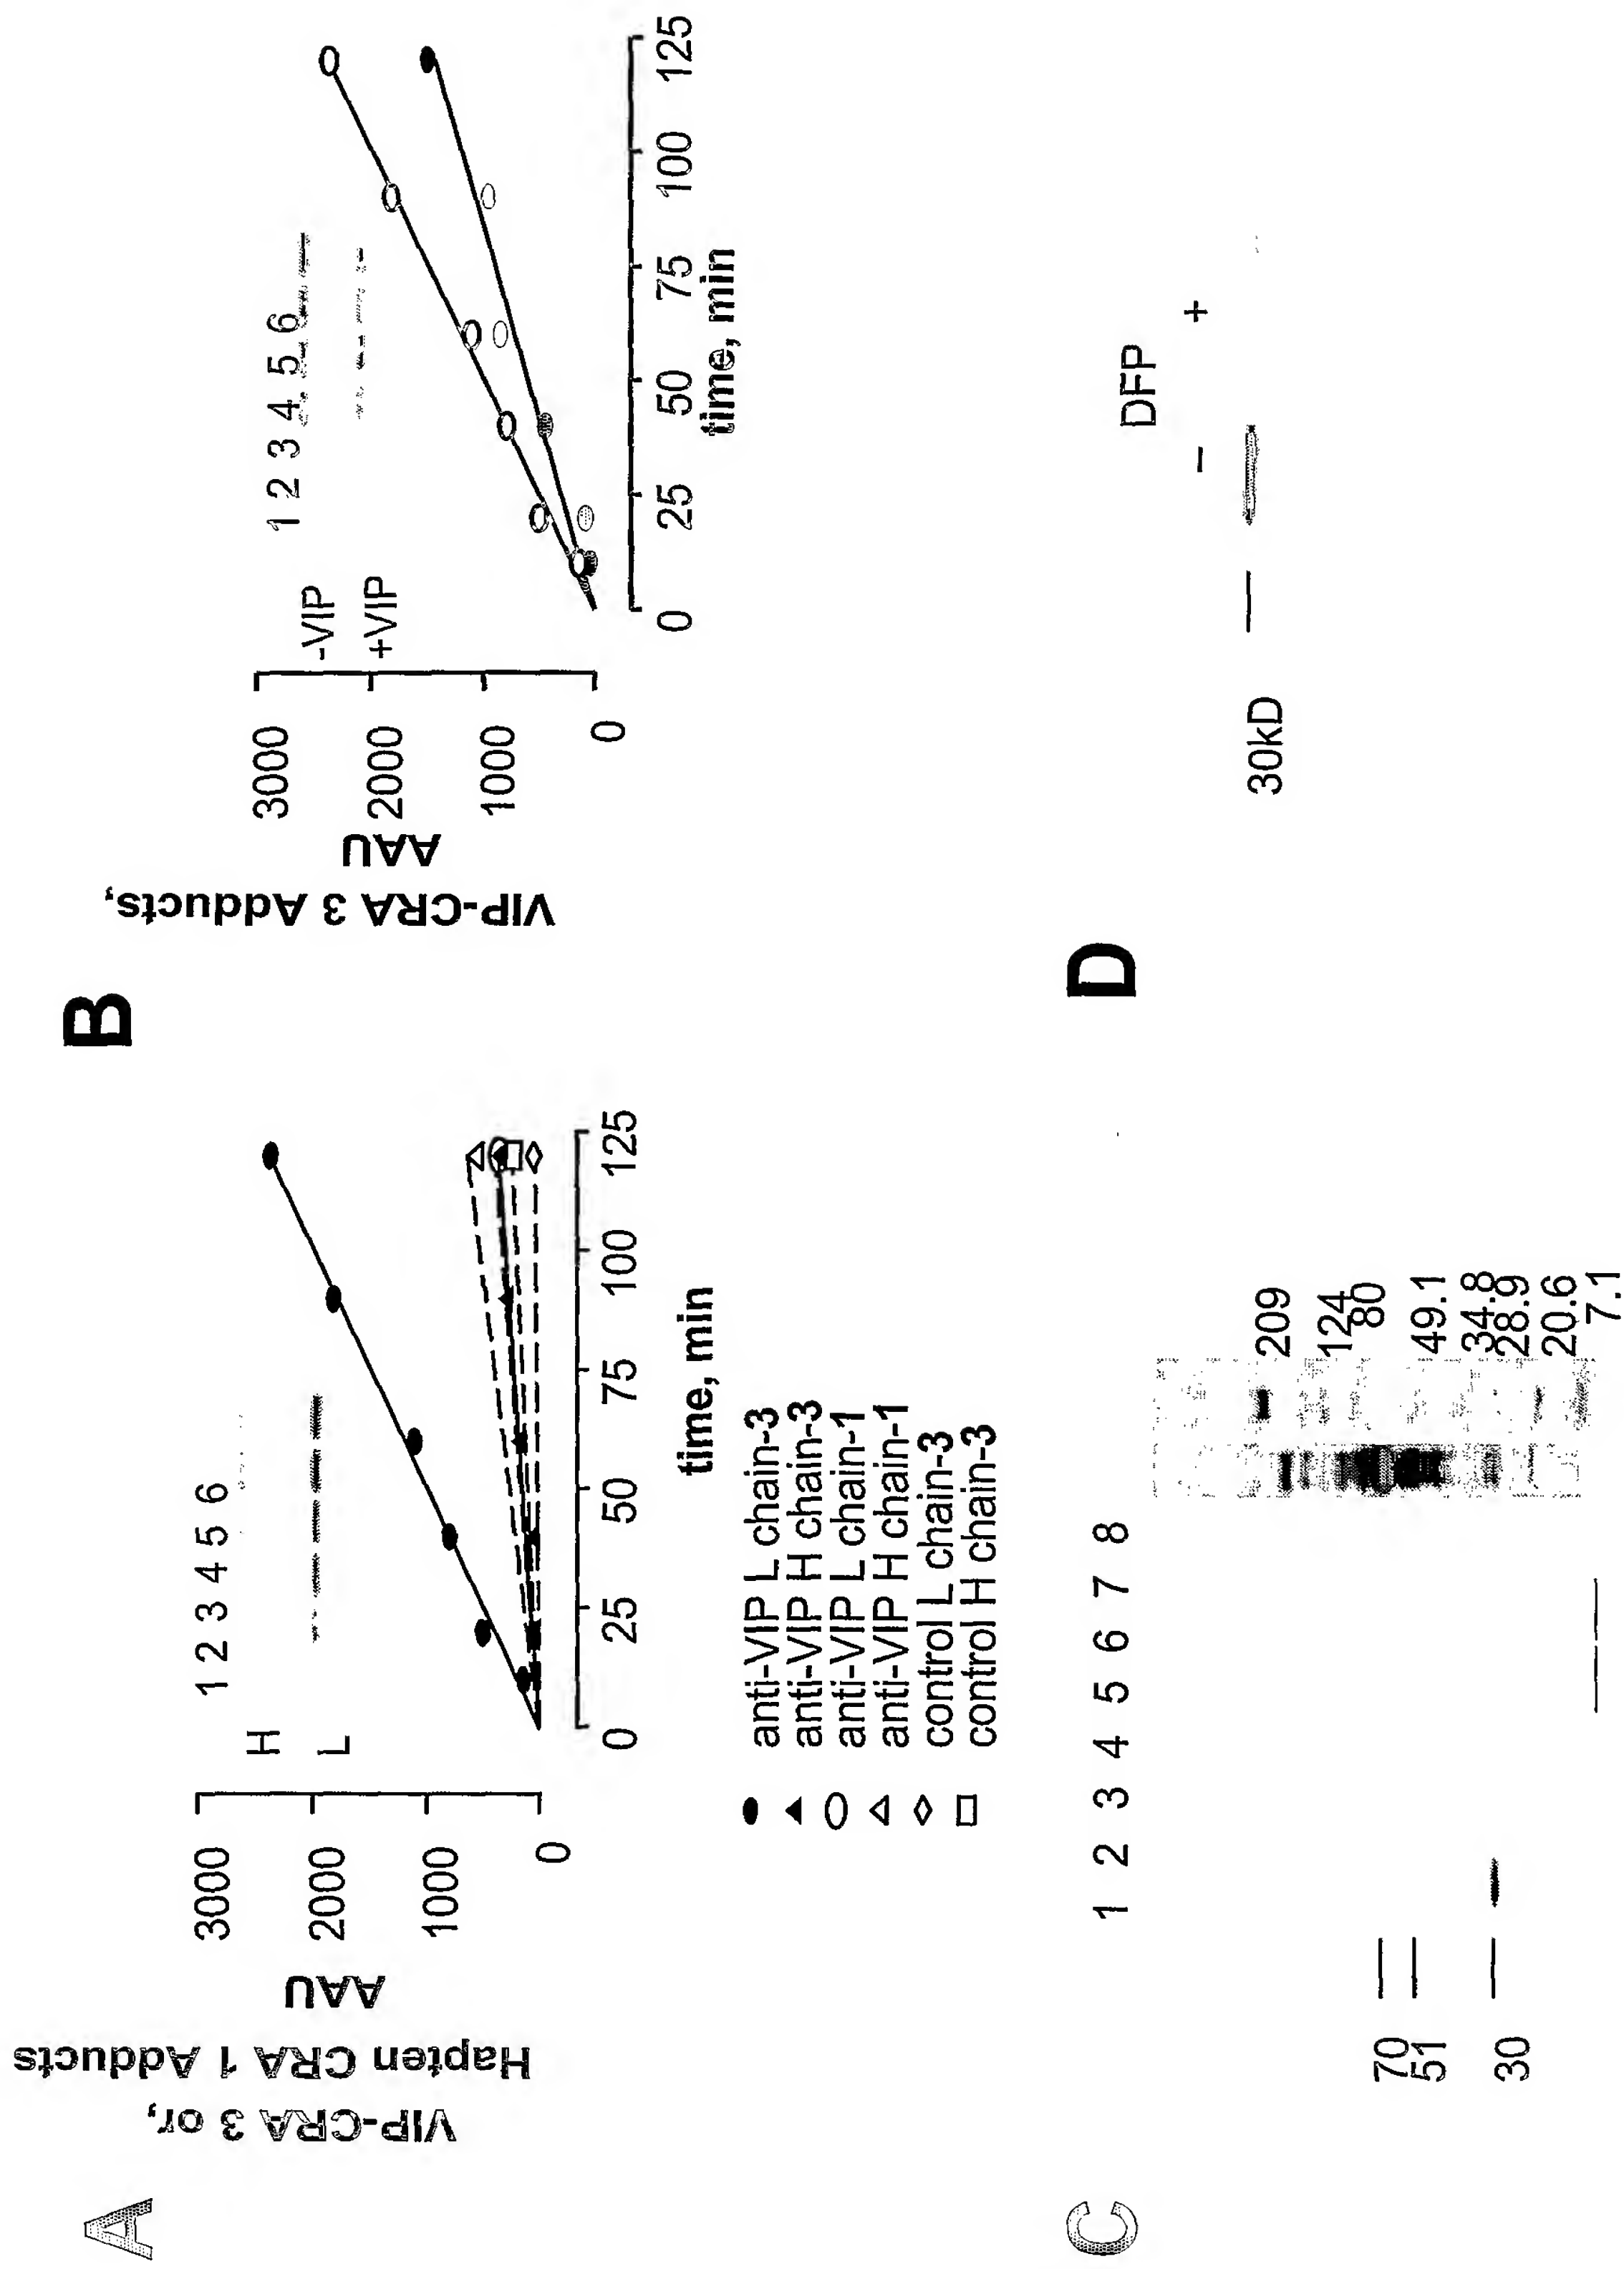 A
VIP-CRA 3 or,
Hapten CRA 1 Adducts
AAU
3000
2000
1000
0
H
L
1 2 3 4 5 6
0 25 50 75 100 125
time, min
anti-VIP L chain-3
anti-VIP H chain-3
anti-VIP L chain-1
anti-VIP H chain-1
control L chain-3
control H chain-3
B
VIP-CRA 3 Adducts,
AAU
3000
2000
1000
0
-VIP
+VIP
1 2 3 4 5 6
0 25 50 75 100 125
time, min
C
1 2 3 4 5 6 7 8
70
51
30
209
124
80
49.1
34.8
28.9
20.6
7.1
D
DFP
− +
30kD